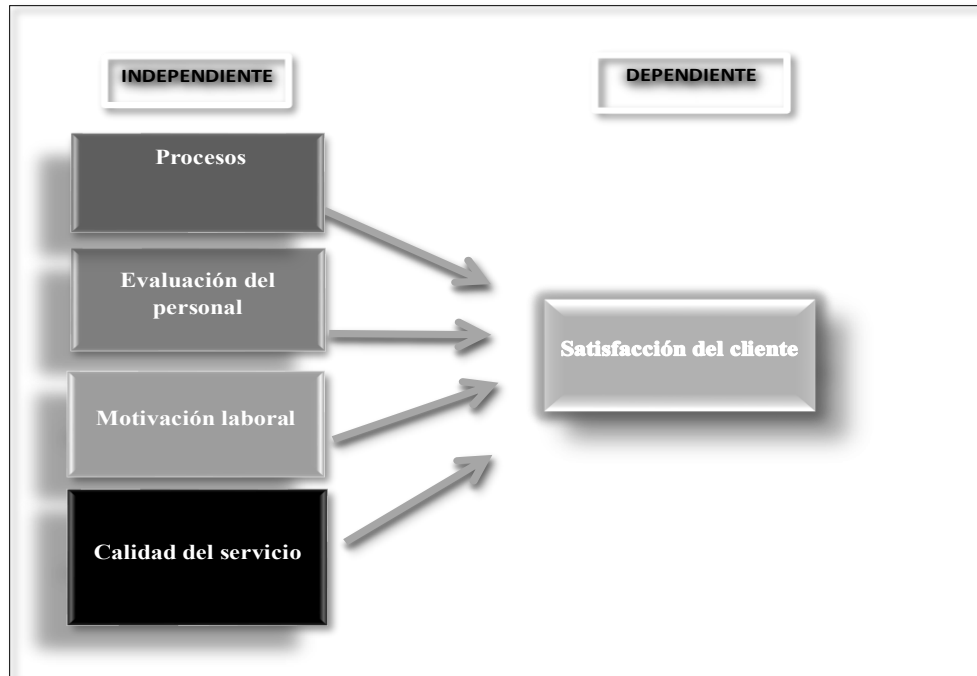 INDEPENDIENTE
DEPENDIENTE
Procesos
Evaluación del
personal
Motivación laboral
Calidad del servicio
Satisfacción del cliente